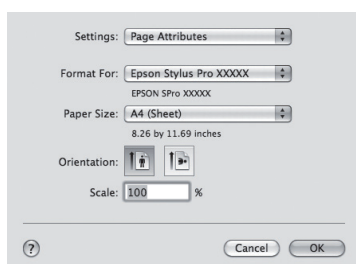 Settings: Page Attributes
Format For: Epson Stylus Pro XXXXX
EPSON SPro XXXXX
Paper Size: A4 (Sheet)
8.26 by 11.69 inches
Orientation:
Scale: 100 %
? Cancel OK